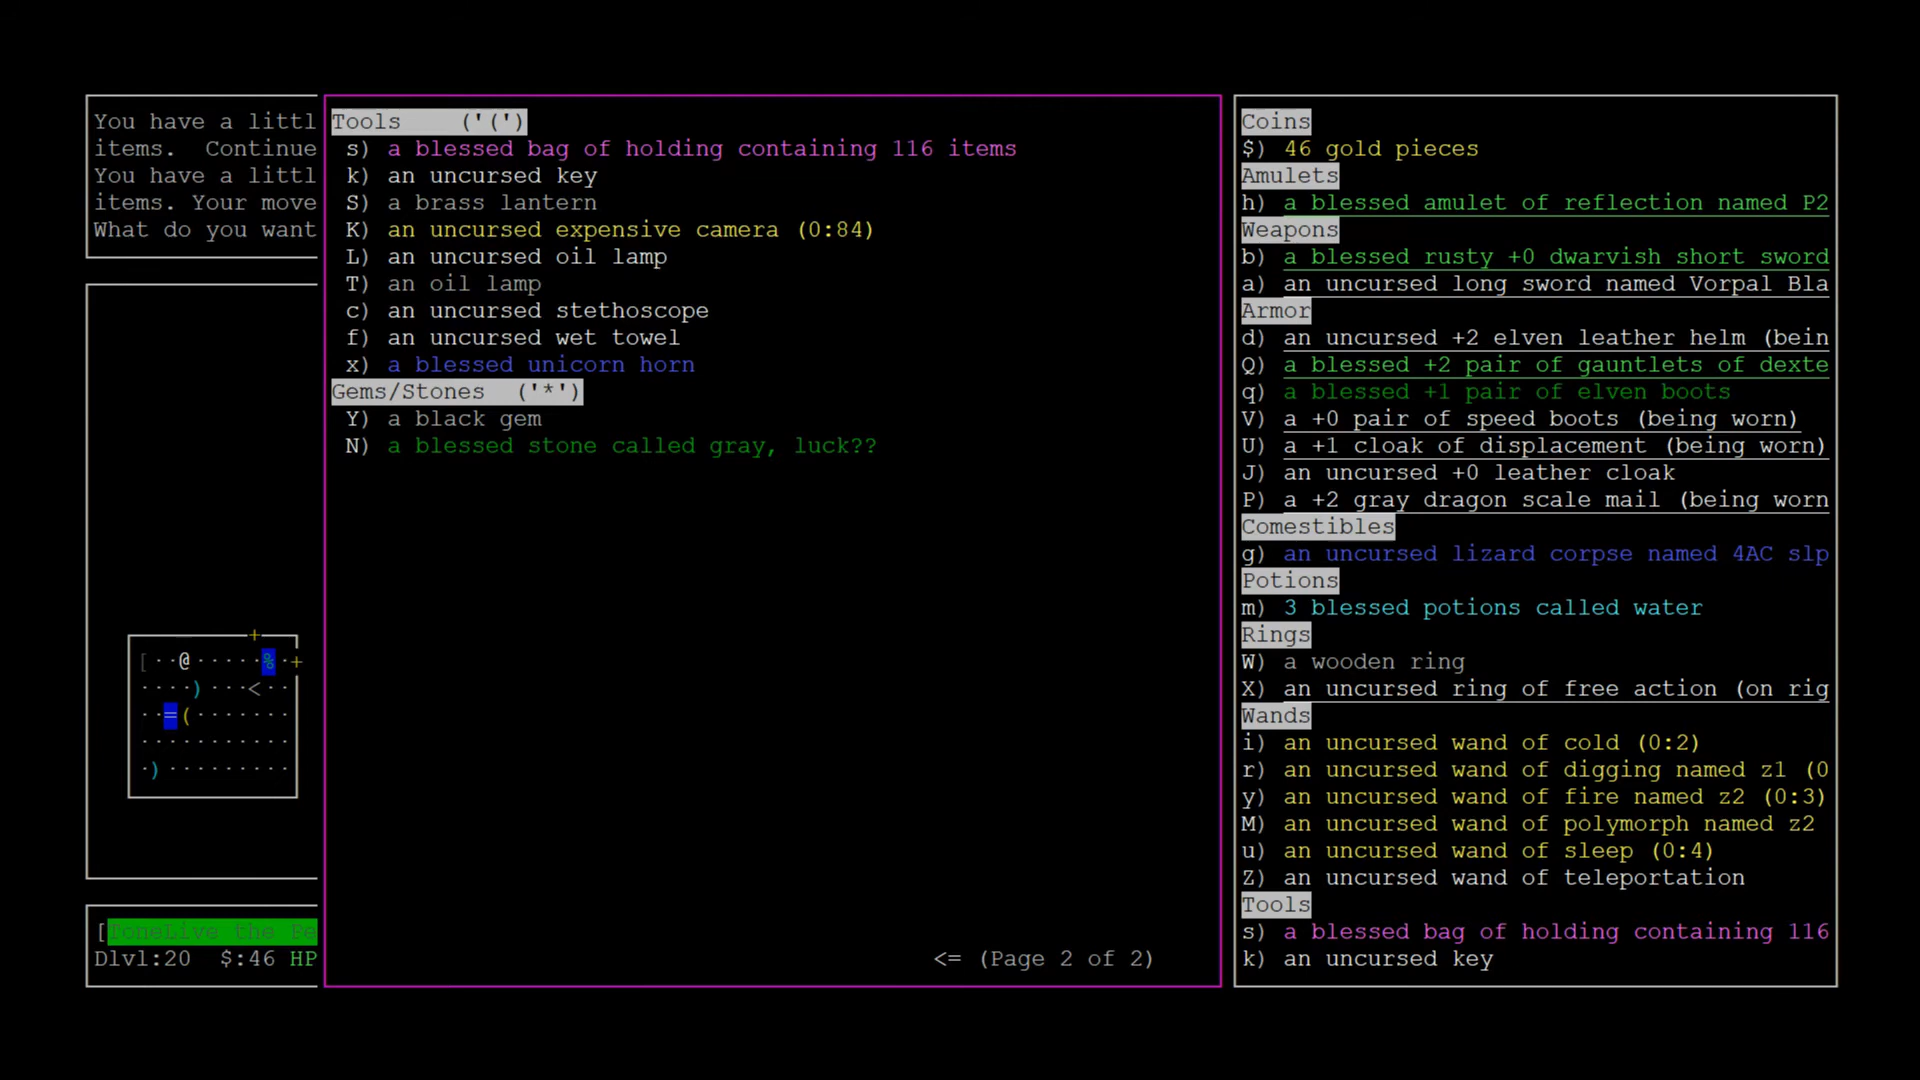 You have a littl
items.  Continue
You have a littl
items. Your move
What do you want
[··@·····%·+
····)···<··
··=(·······
···········
·)·········
[ToneLive the Pe
Dlvl:20  $:46 HP
Tools    ('(')
s) a blessed bag of holding containing 116 items
k) an uncursed key
S) a brass lantern
K) an uncursed expensive camera (0:84)
L) an uncursed oil lamp
T) an oil lamp
c) an uncursed stethoscope
f) an uncursed wet towel
x) a blessed unicorn horn
Gems/Stones  ('*')
Y) a black gem
N) a blessed stone called gray, luck??
<= (Page 2 of 2)
Coins
$) 46 gold pieces
Amulets
h) a blessed amulet of reflection named P2
Weapons
b) a blessed rusty +0 dwarvish short sword
a) an uncursed long sword named Vorpal Bla
Armor
d) an uncursed +2 elven leather helm (bein
Q) a blessed +2 pair of gauntlets of dexte
q) a blessed +1 pair of elven boots
V) a +0 pair of speed boots (being worn)
U) a +1 cloak of displacement (being worn)
J) an uncursed +0 leather cloak
P) a +2 gray dragon scale mail (being worn
Comestibles
g) an uncursed lizard corpse named 4AC slp
Potions
m) 3 blessed potions called water
Rings
W) a wooden ring
X) an uncursed ring of free action (on rig
Wands
i) an uncursed wand of cold (0:2)
r) an uncursed wand of digging named z1 (0
y) an uncursed wand of fire named z2 (0:3)
M) an uncursed wand of polymorph named z2
u) an uncursed wand of sleep (0:4)
Z) an uncursed wand of teleportation
Tools
s) a blessed bag of holding containing 116
k) an uncursed key